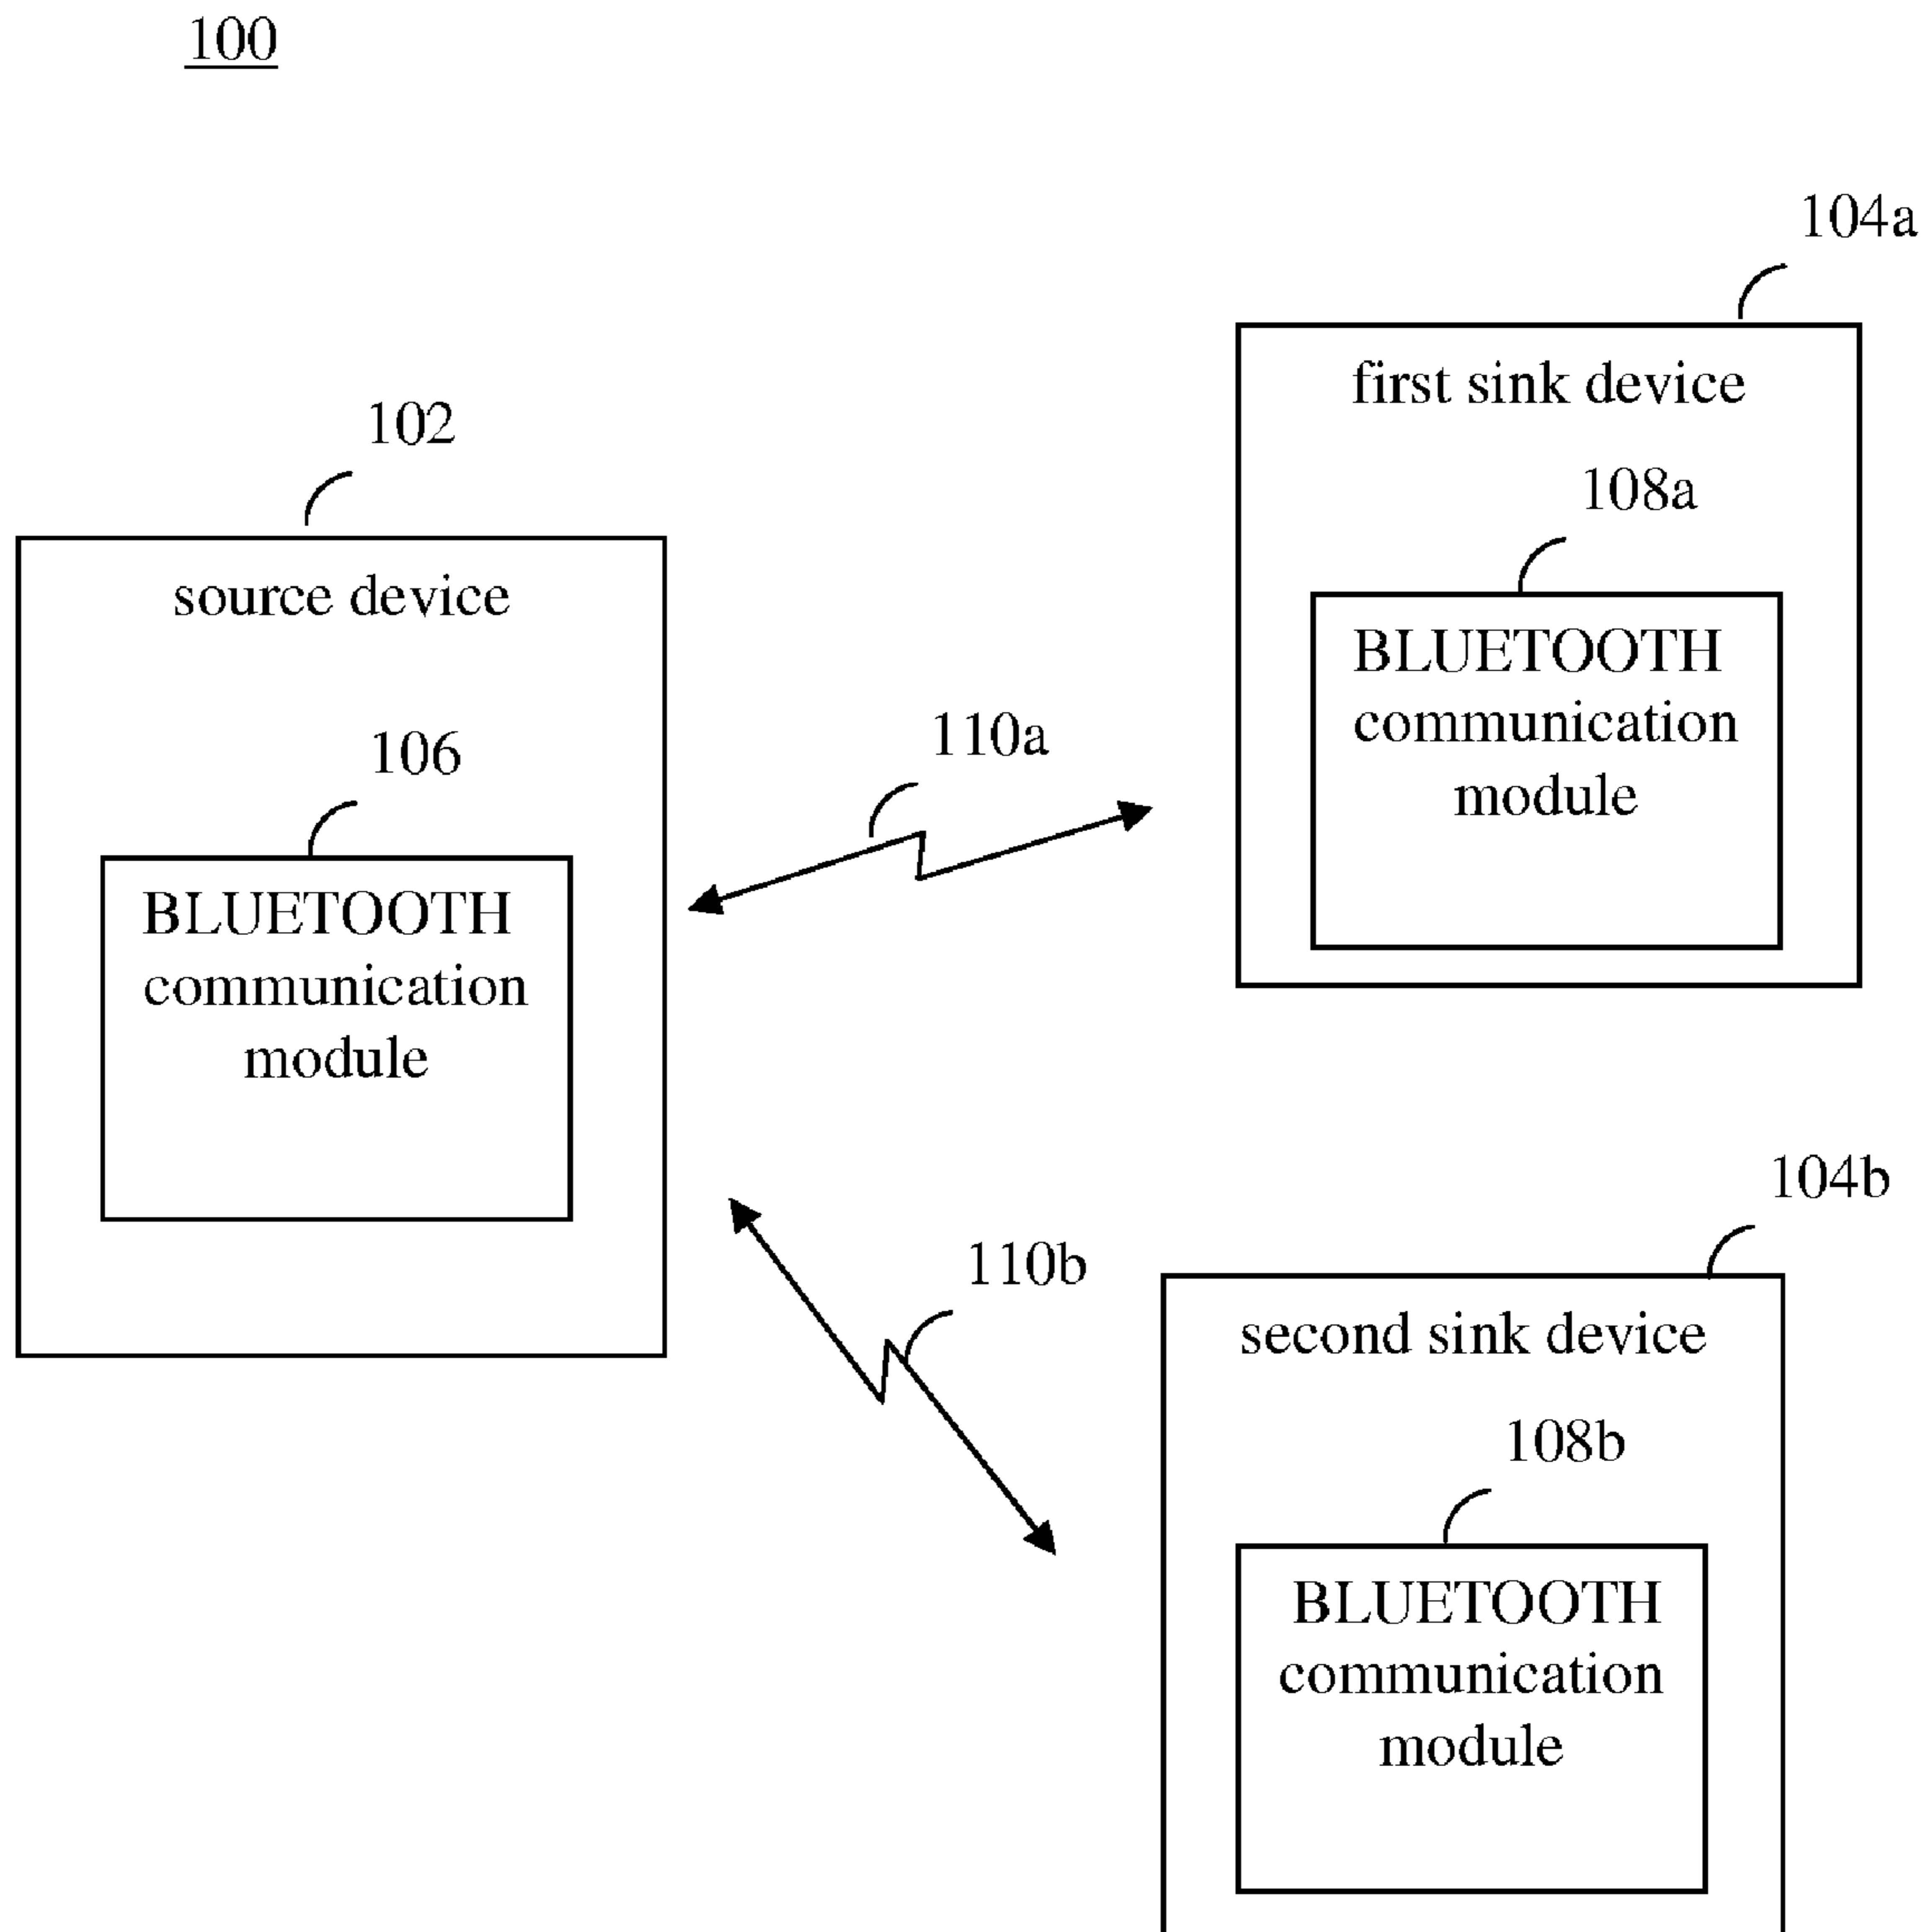 100
104a
first sink device
108a
BLUETOOTH
communication
module
102
source device
106
BLUETOOTH
communication
module
110a
110b
104b
second sink device
108b
BLUETOOTH
communication
module